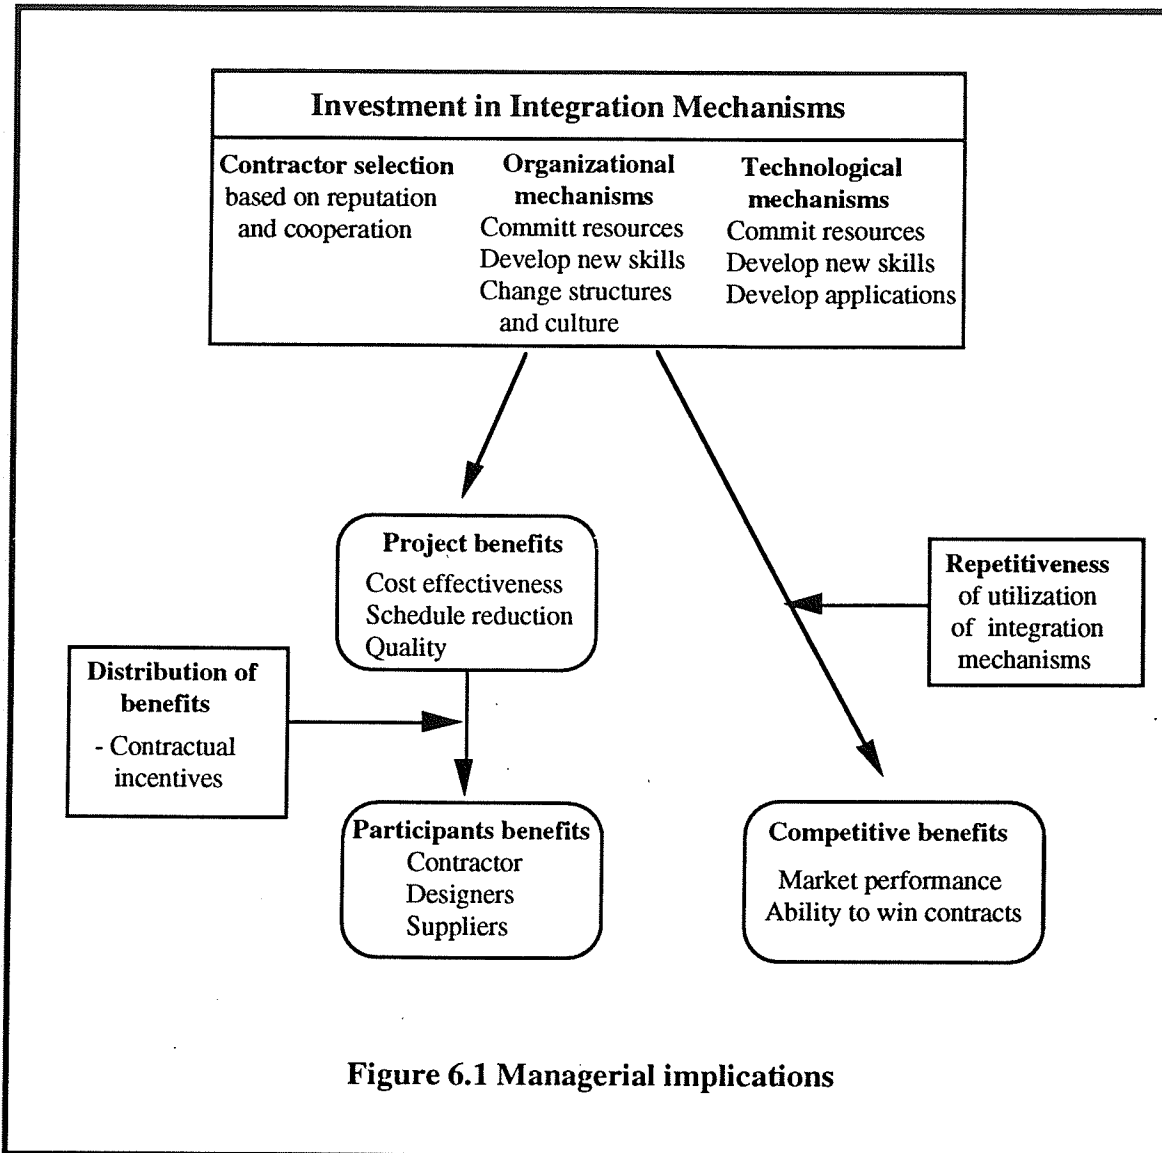 Investment in Integration Mechanisms
Contractor selection
based on reputation
and cooperation
Organizational
mechanisms
Committ resources
Develop new skills
Change structures
and culture
Technological
mechanisms
Commit resources
Develop new skills
Develop applications
Project benefits
Cost effectiveness
Schedule reduction
Quality
Repetitiveness
of utilization
of integration
mechanisms
Distribution of
benefits
- Contractual
incentives
Participants benefits
Contractor
Designers
Suppliers
Competitive benefits
Market performance
Ability to win contracts
Figure 6.1 Managerial implications